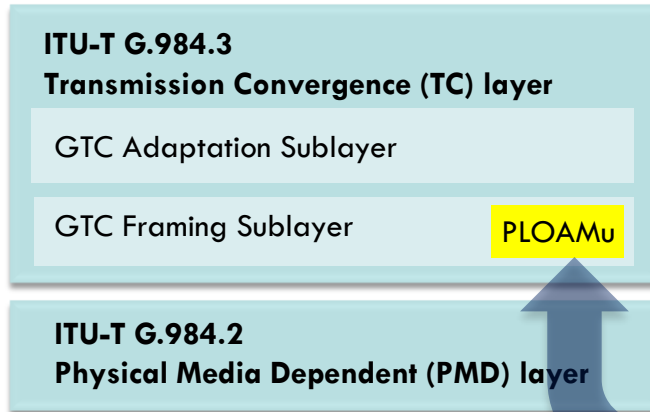 ITU-T G.984.3
Transmission Convergence (TC) layer
GTC Adaptation Sublayer
GTC Framing Sublayer
PLOAMu
ITU-T G.984.2
Physical Media Dependent (PMD) layer